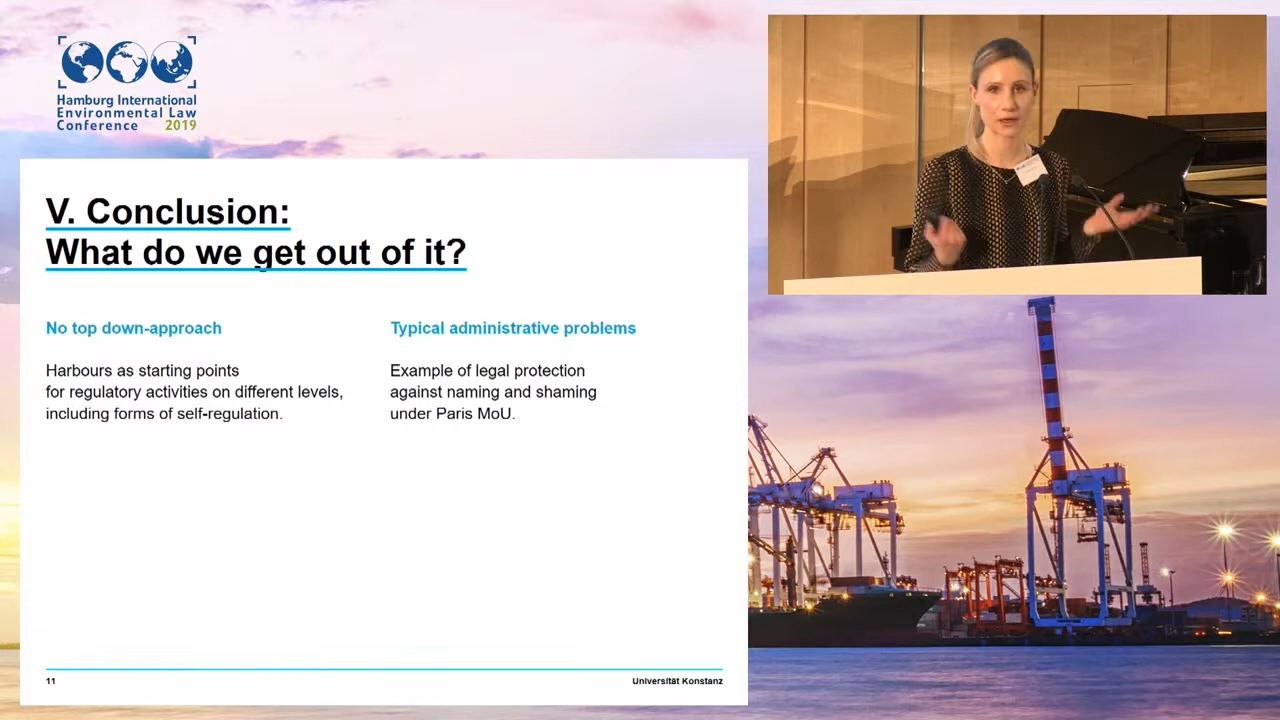 Hamburg International
Environmental Law
Conference 2019
V. Conclusion:
What do we get out of it?
No top down-approach
Harbours as starting points
for regulatory activities on different levels,
including forms of self-regulation.
Typical administrative problems
Example of legal protection
against naming and shaming
under Paris MoU.
11
Universität Konstanz